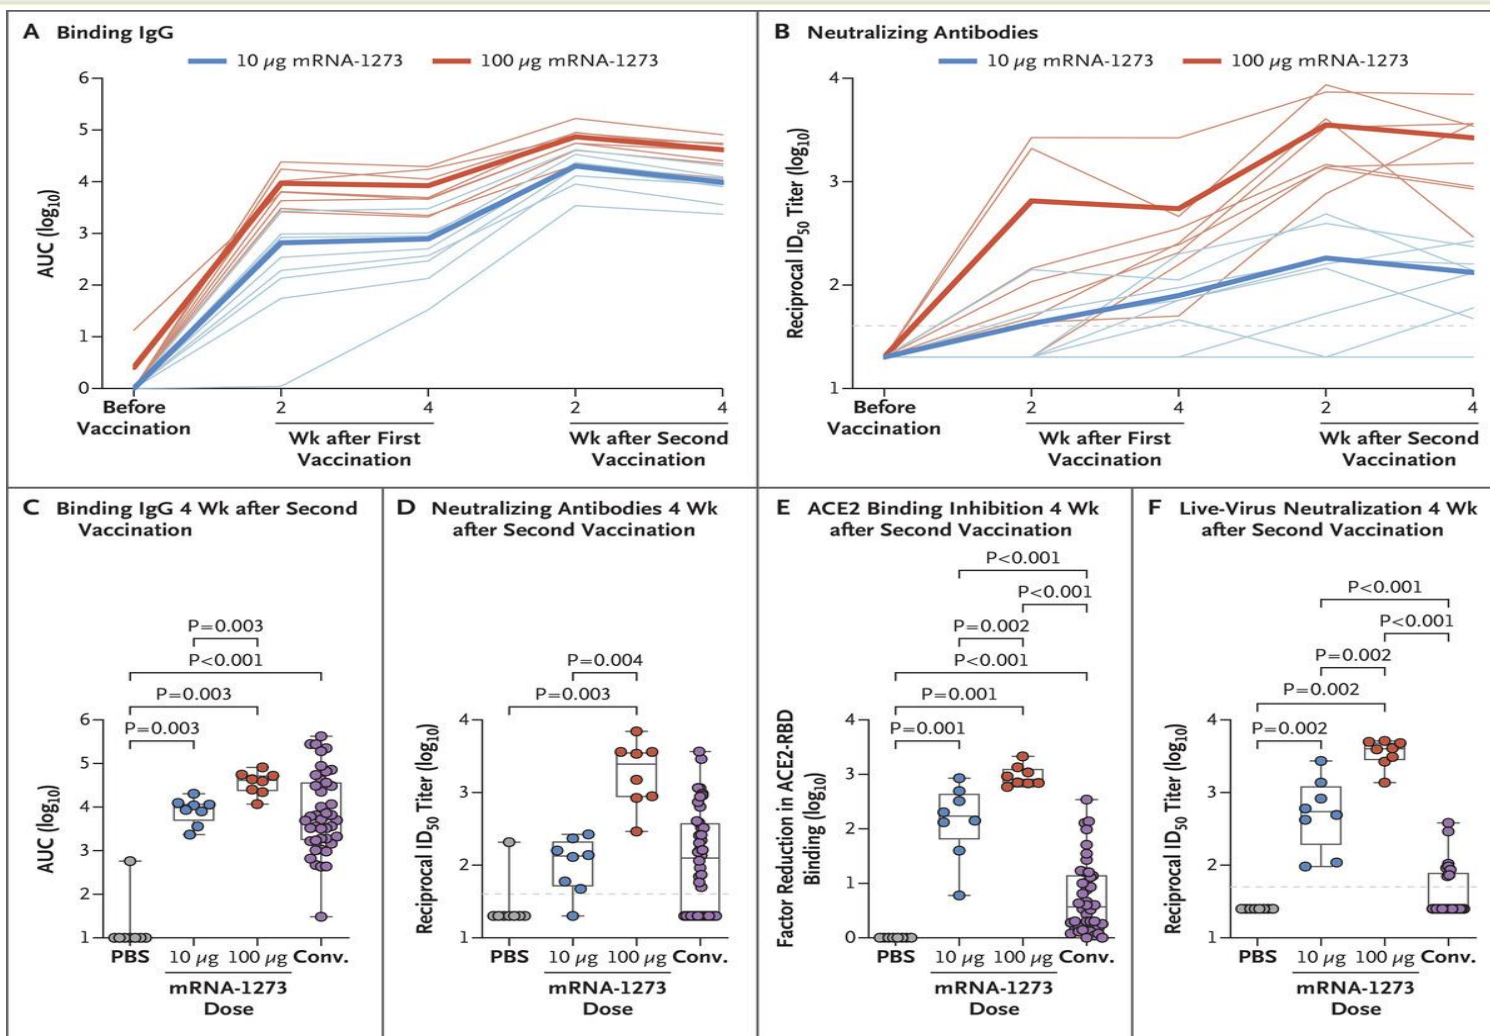 A Binding IgG
10 µg mRNA-1273 100 µg mRNA-1273
AUC (log10)
6
5
4
3
2
1
0
Before Vaccination
2
4
2
4
Wk after First Vaccination
Wk after Second Vaccination
B Neutralizing Antibodies
10 µg mRNA-1273 100 µg mRNA-1273
Reciprocal ID50 Titer (log10)
4
3
2
1
Before Vaccination
2
4
2
4
Wk after First Vaccination
Wk after Second Vaccination
C Binding IgG 4 Wk after Second
Vaccination
P=0.003
P<0.001
P=0.003
P=0.003
AUC (log10)
6
5
4
3
2
1
PBS 10 µg 100 µg Conv.
mRNA-1273
Dose
D Neutralizing Antibodies 4 Wk
after Second Vaccination
P=0.004
P=0.003
Reciprocal ID50 Titer (log10)
4
3
2
1
PBS 10 µg 100 µg Conv.
mRNA-1273
Dose
E ACE2 Binding Inhibition 4 Wk
after Second Vaccination
P<0.001
P<0.001
P=0.002
P<0.001
P=0.001
P=0.001
Factor Reduction in ACE2-RBD
Binding (log10)
4
3
2
1
0
PBS 10 µg 100 µg Conv.
mRNA-1273
Dose
F Live-Virus Neutralization 4 Wk
after Second Vaccination
P<0.001
P<0.001
P=0.002
P=0.002
P=0.002
Reciprocal ID50 Titer (log10)
4
3
2
1
PBS 10 µg 100 µg Conv.
mRNA-1273
Dose